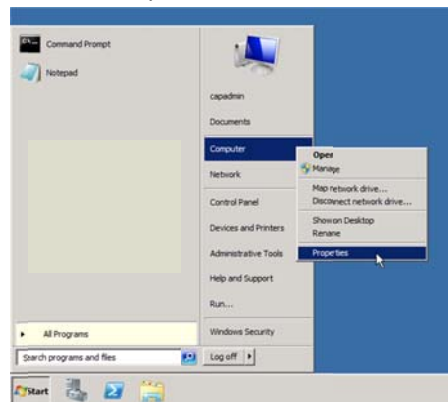 Command Prompt
Notepad
capadmin
Documents
Computer
Network
Control Panel
Devices and Printers
Administrative Tools
Help and Support
Run...
Windows Security
Open
Manage
Map network drive...
Disconnect network drive...
Show on Desktop
Rename
Properties
All Programs
Search programs and files
Log off
Start